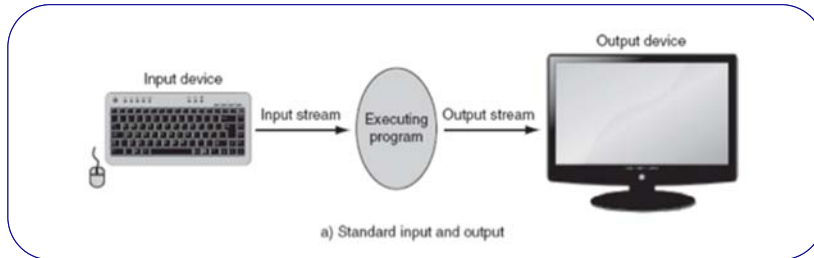 Output device
Input device
Input stream
Executing
program
Output stream
a) Standard input and output